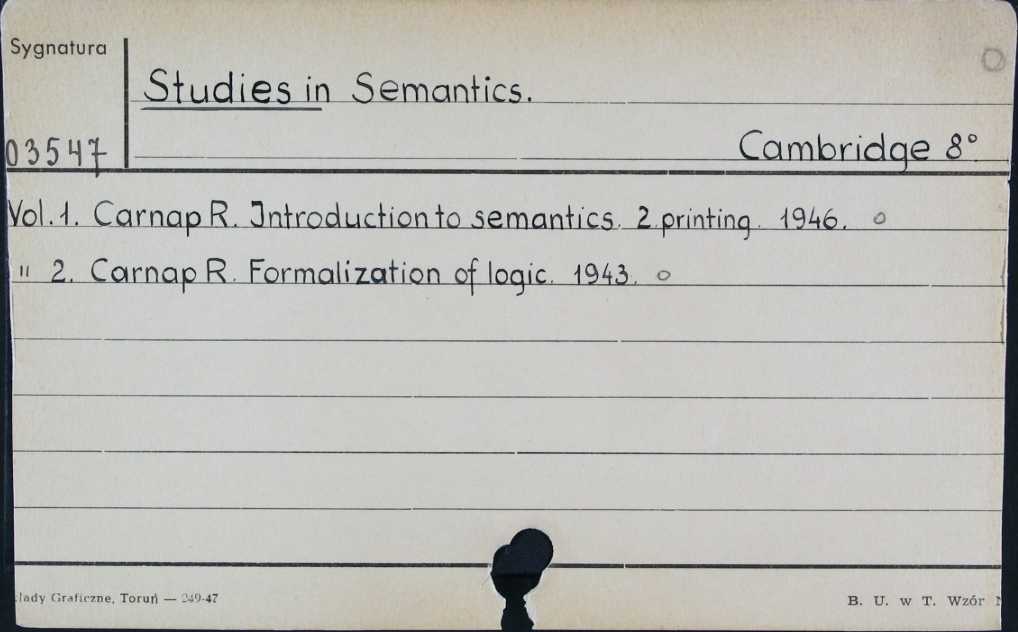 Sygnatura
Studies in Semantics.
03547
Cambridge 8°
Vol. 1. Carnap R. Introduction to semantics. 2 printing. 1946. o
" 2. Carnap R. Formalization of logic. 1943. o
łady Graficzne, Toruń — 249-47
B. U. w T. Wzór